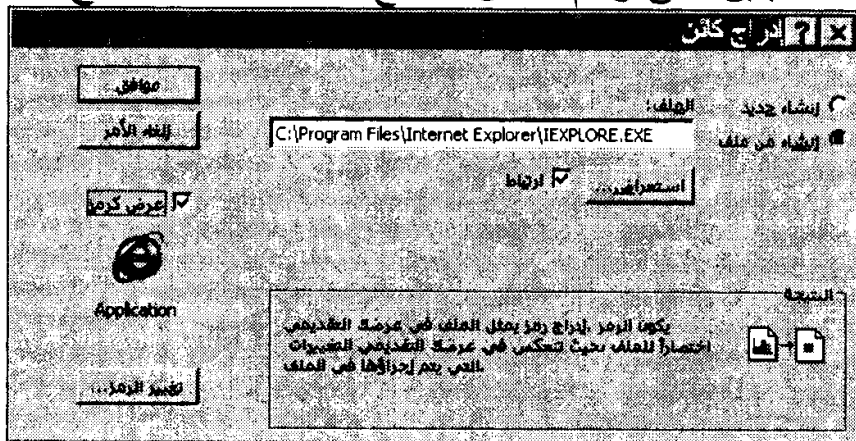 إدراج كائن
إنشاء جديد
إنشاء من ملف
الملف:
C:\Program Files\Internet Explorer\IEXPLORE.EXE
استعراض...
ارتباط
موافق
إلغاء الأمر
عرض كرمز
Application
تغيير الرمز...
النتيجة
يكون الرمز .إدراج رمز يمثل الملف في عرضك التقديمي
اختصاراً للملف بحيث تنعكس في عرضك التقديمي التغييرات
التي يتم إجراؤها في الملف.